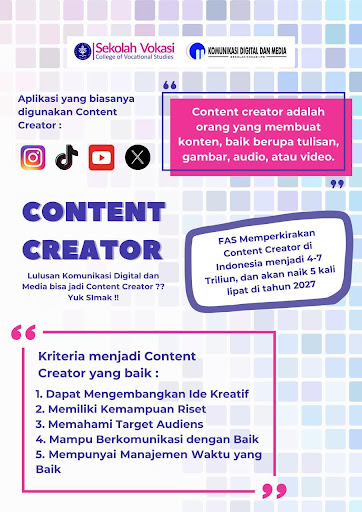 Sekolah Vokasi
College of Vocational Studies
KOMUNIKASI DIGITAL DAN MEDIA
Aplikasi yang biasanya
digunakan Content
Creator :
Content creator adalah
orang yang membuat
konten, baik berupa tulisan,
gambar, audio, atau video.
CONTENT
CREATOR
Lulusan Komunikasi Digital dan
Media bisa jadi Content Creator ??
Yuk SImak !!
FAS Memperkirakan
Content Creator di
Indonesia menjadi 4-7
Triliun, dan akan naik 5 kali
lipat di tahun 2027
Kriteria menjadi Content
Creator yang baik :
1. Dapat Mengembangkan Ide Kreatif
2. Memiliki Kemampuan Riset
3. Memahami Target Audiens
4. Mampu Berkomunikasi dengan Baik
5. Mempunyai Manajemen Waktu yang
Baik